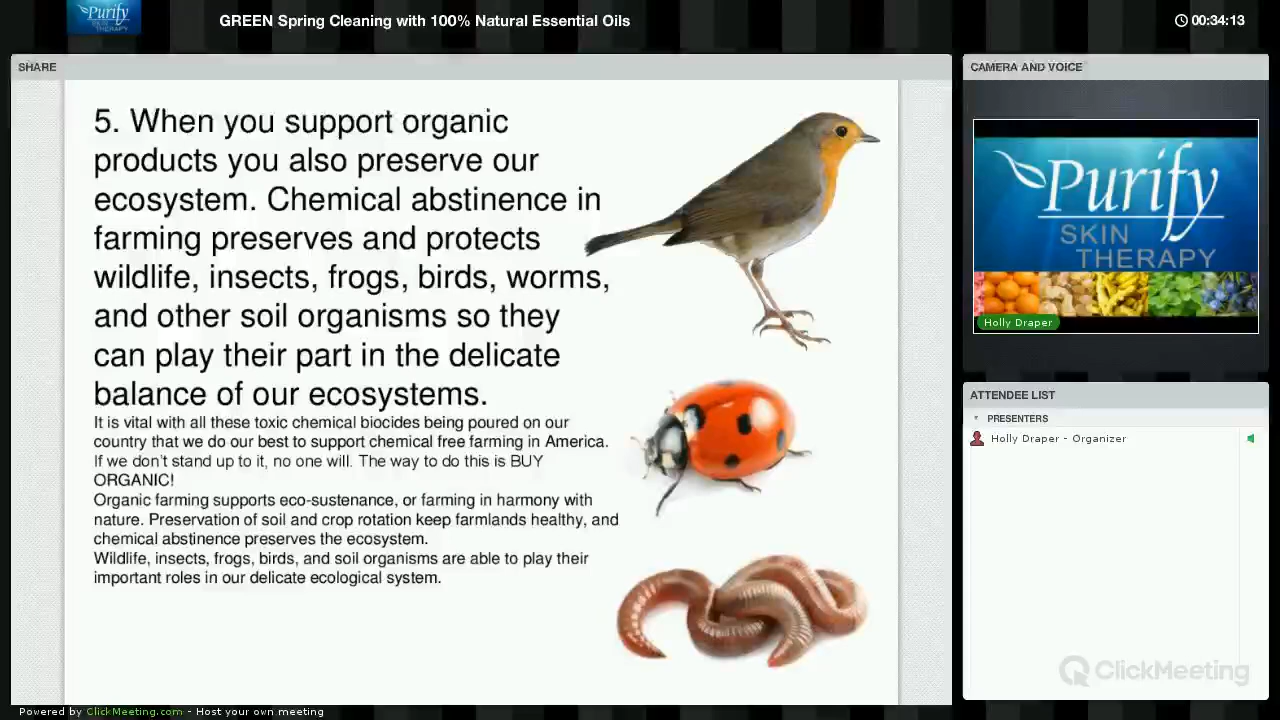 Purify
SKIN
THERAPY
GREEN Spring Cleaning with 100% Natural Essential Oils
00:34:13
SHARE
5. When you support organic
products you also preserve our
ecosystem. Chemical abstinence in
farming preserves and protects
wildlife, insects, frogs, birds, worms,
and other soil organisms so they
can play their part in the delicate
balance of our ecosystems.
It is vital with all these toxic chemical biocides being poured on our
country that we do our best to support chemical free farming in America.
If we don't stand up to it, no one will. The way to do this is BUY
ORGANIC!
Organic farming supports eco-sustenance, or farming in harmony with
nature. Preservation of soil and crop rotation keep farmlands healthy, and
chemical abstinence preserves the ecosystem.
Wildlife, insects, frogs, birds, and soil organisms are able to play their
important roles in our delicate ecological system.
CAMERA AND VOICE
Purify
SKIN
THERAPY
Holly Draper
ATTENDEE LIST
PRESENTERS
Holly Draper - Organizer
ClickMeeting
Powered by ClickMeeting.com - Host your own meeting